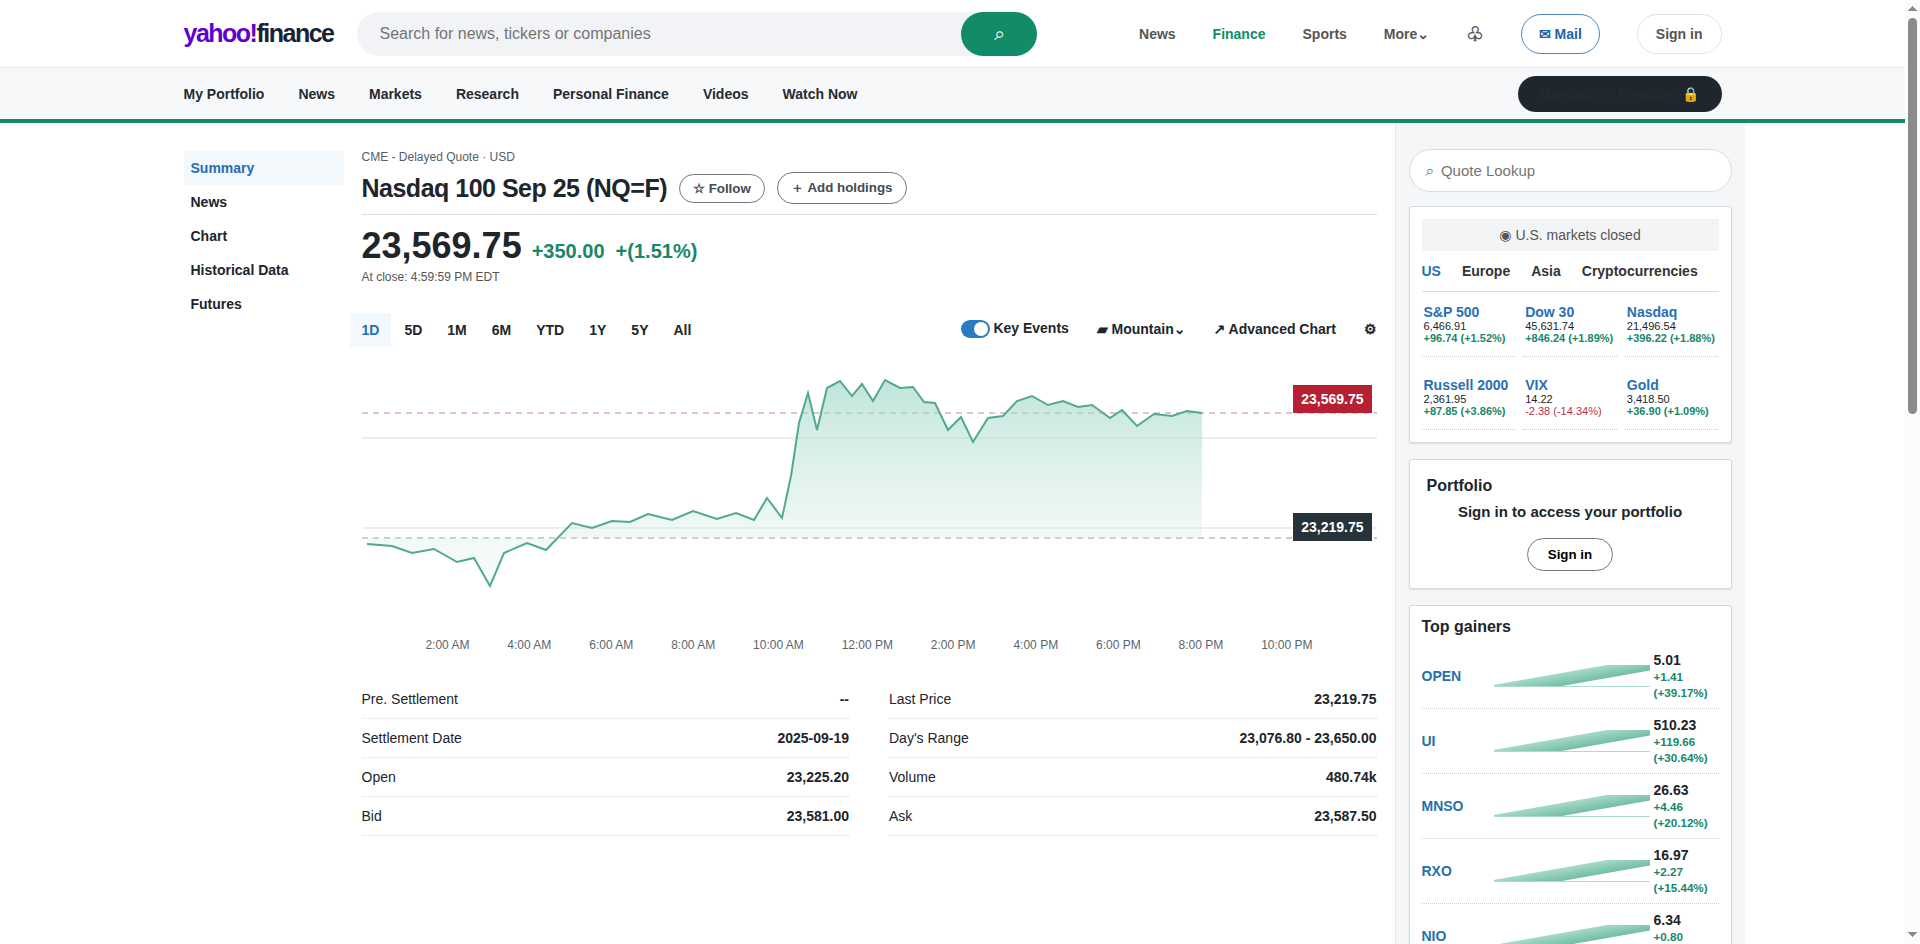 yahoo!finance
Search for news, tickers or companies
News Finance Sports More Mail Sign in
My Portfolio News Markets Research Personal Finance Videos Watch Now
Summary
News
Chart
Historical Data
Futures
CME - Delayed Quote · USD
Nasdaq 100 Sep 25 (NQ=F) ☆ Follow + Add holdings
23,569.75 +350.00 +(1.51%)
At close: 4:59:59 PM EDT
1D 5D 1M 6M YTD 1Y 5Y All Key Events Mountain Advanced Chart
23,569.75
23,219.75
2:00 AM 4:00 AM 6:00 AM 8:00 AM 10:00 AM 12:00 PM 2:00 PM 4:00 PM 6:00 PM 8:00 PM 10:00 PM
Pre. Settlement --
Settlement Date 2025-09-19
Open 23,225.20
Bid 23,581.00
Last Price 23,219.75
Day's Range 23,076.80 - 23,650.00
Volume 480.74k
Ask 23,587.50
Quote Lookup
U.S. markets closed
US Europe Asia Cryptocurrencies
S&P 500 Dow 30 Nasdaq
6,466.91 45,631.74 21,496.54
+96.74 (+1.52%) +846.24 (+1.89%) +396.22 (+1.88%)
Russell 2000 VIX Gold
2,361.95 14.22 3,418.50
+87.85 (+3.86%) -2.38 (-14.34%) +36.90 (+1.09%)
Portfolio
Sign in to access your portfolio
Sign in
Top gainers
OPEN 5.01
+1.41
(+39.17%)
UI 510.23
+119.66
(+30.64%)
MNSO 26.63
+4.46
(+20.12%)
RXO 16.97
+2.27
(+15.44%)
NIO 6.34
+0.80